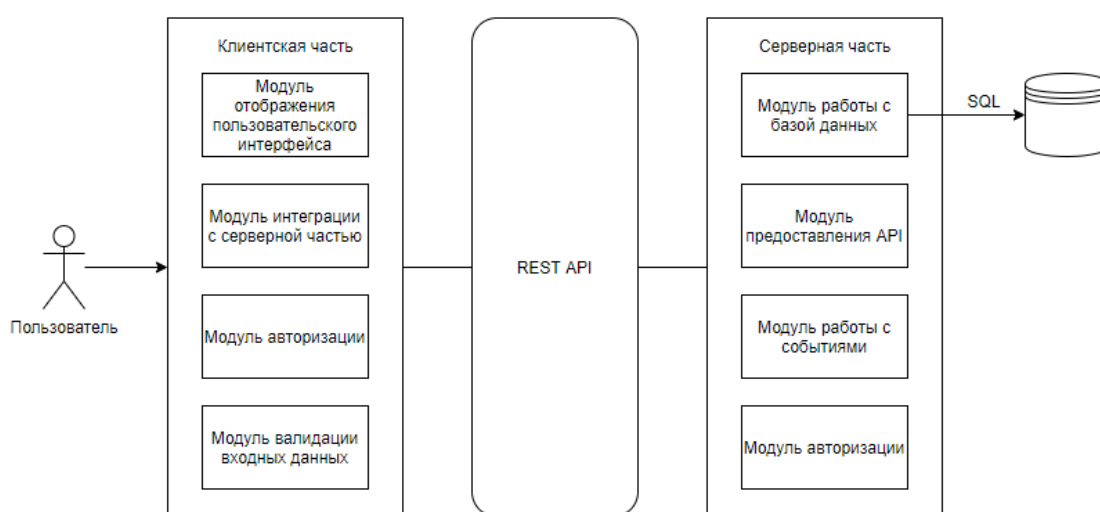 Пользователь
Клиентская часть
Модуль
отображения
пользовательского
интерфейса
Модуль интеграции
с серверной частью
Модуль авторизации
Модуль валидации
входных данных
REST API
Серверная часть
Модуль работы с
базой данных
Модуль
предоставления API
Модуль работы с
событиями
Модуль авторизации
SQL